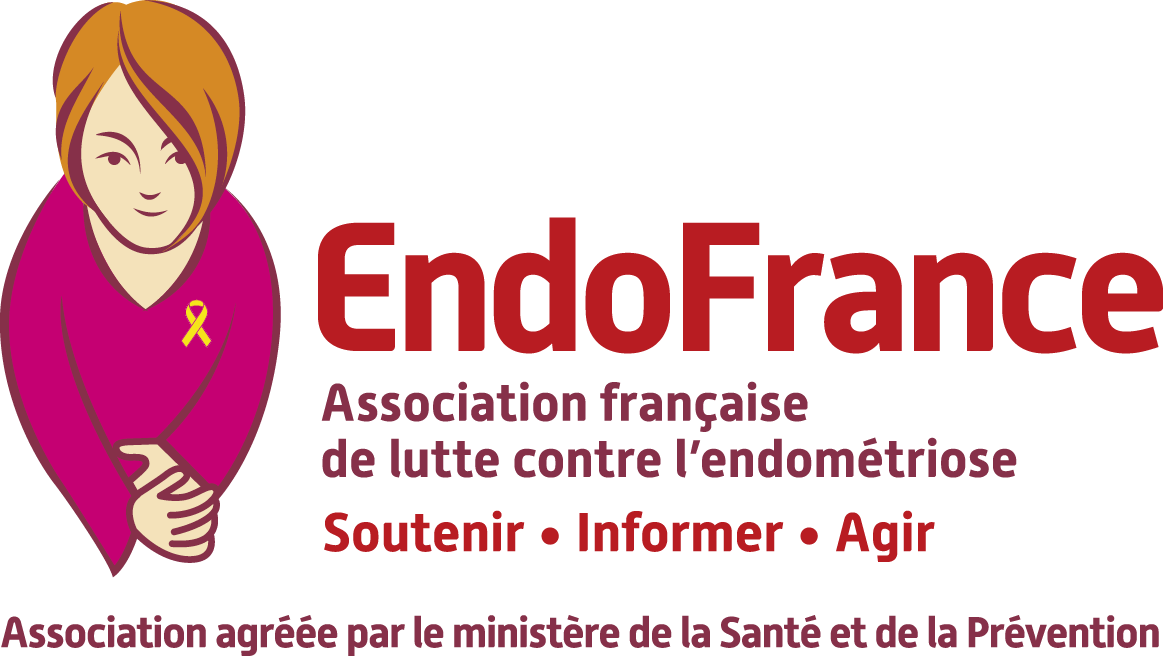 EndoFrance
Association française
de lutte contre l’endométriose
Soutenir • Informer • Agir
Association agréée par le ministère de la Santé et de la Prévention